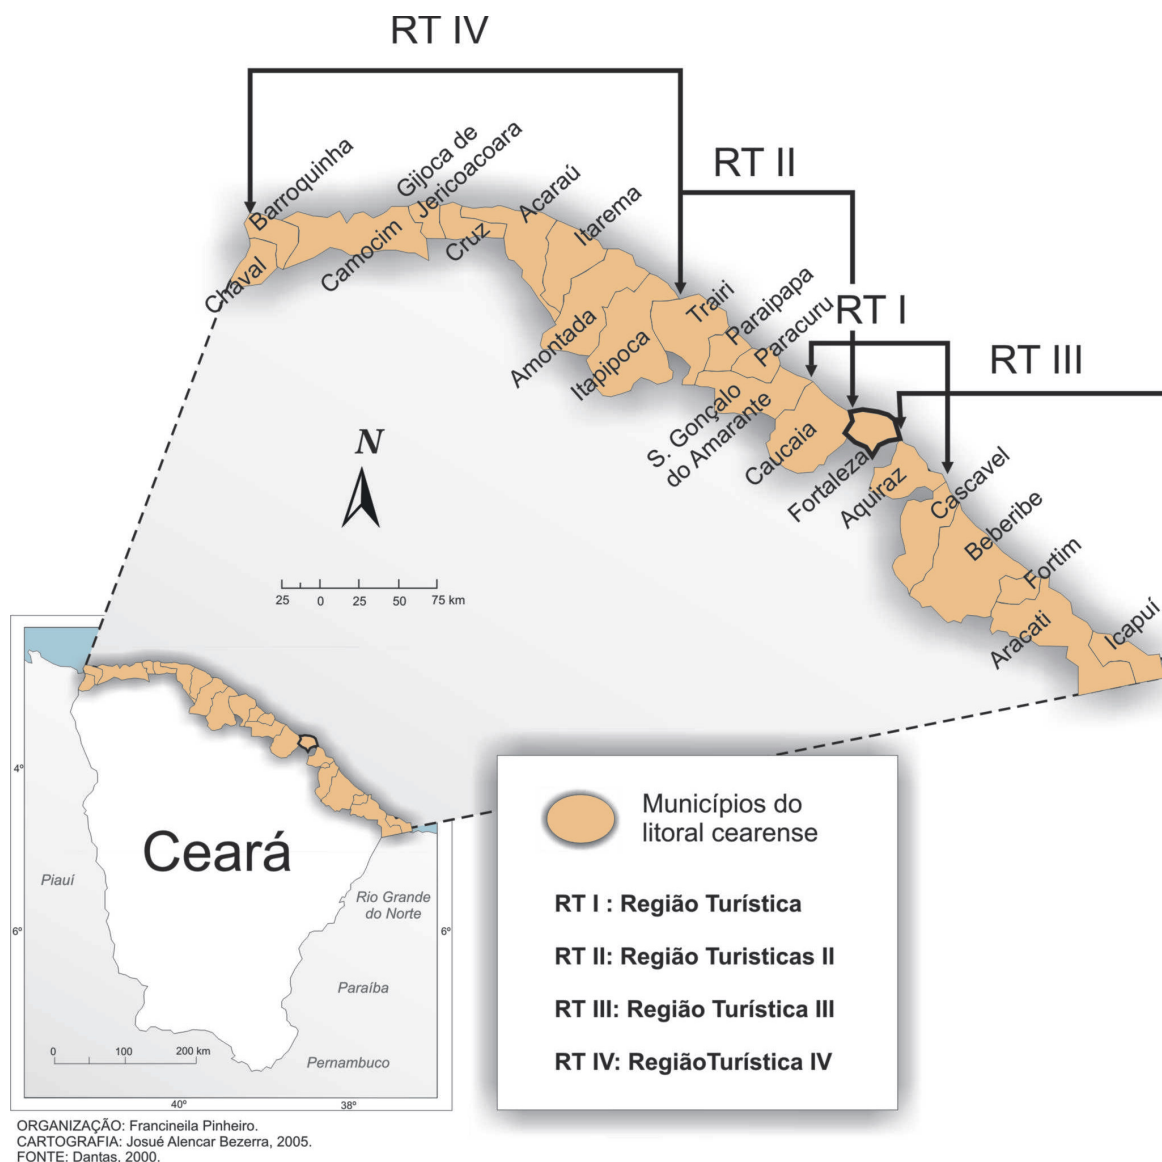 RT IV
RT II
RT I
RT III
Barroquinha
Chaval
Camocim
Gijoca de
Jericoacoara
Cruz
Acaraú
Itarema
Amontada
Itapipoca
Trairi
Paraipapa
Paracuru
S. Gonçalo
do Amarante
Caucaia
Fortaleza
Aquiraz
Cascavel
Beberibe
Fortim
Aracati
Icapuí
N
25 0 25 50 75 km
4º
6º
6º
40º
38º
Ceará
Piauí
Rio Grande
do Norte
Paraíba
Pernambuco
0 100 200 km
Municípios do
litoral cearense
RT I : Região Turística
RT II: Região Turisticas II
RT III: Região Turística III
RT IV: RegiãoTurística IV
ORGANIZAÇÃO: Francineila Pinheiro.
CARTOGRAFIA: Josué Alencar Bezerra, 2005.
FONTE: Dantas, 2000.